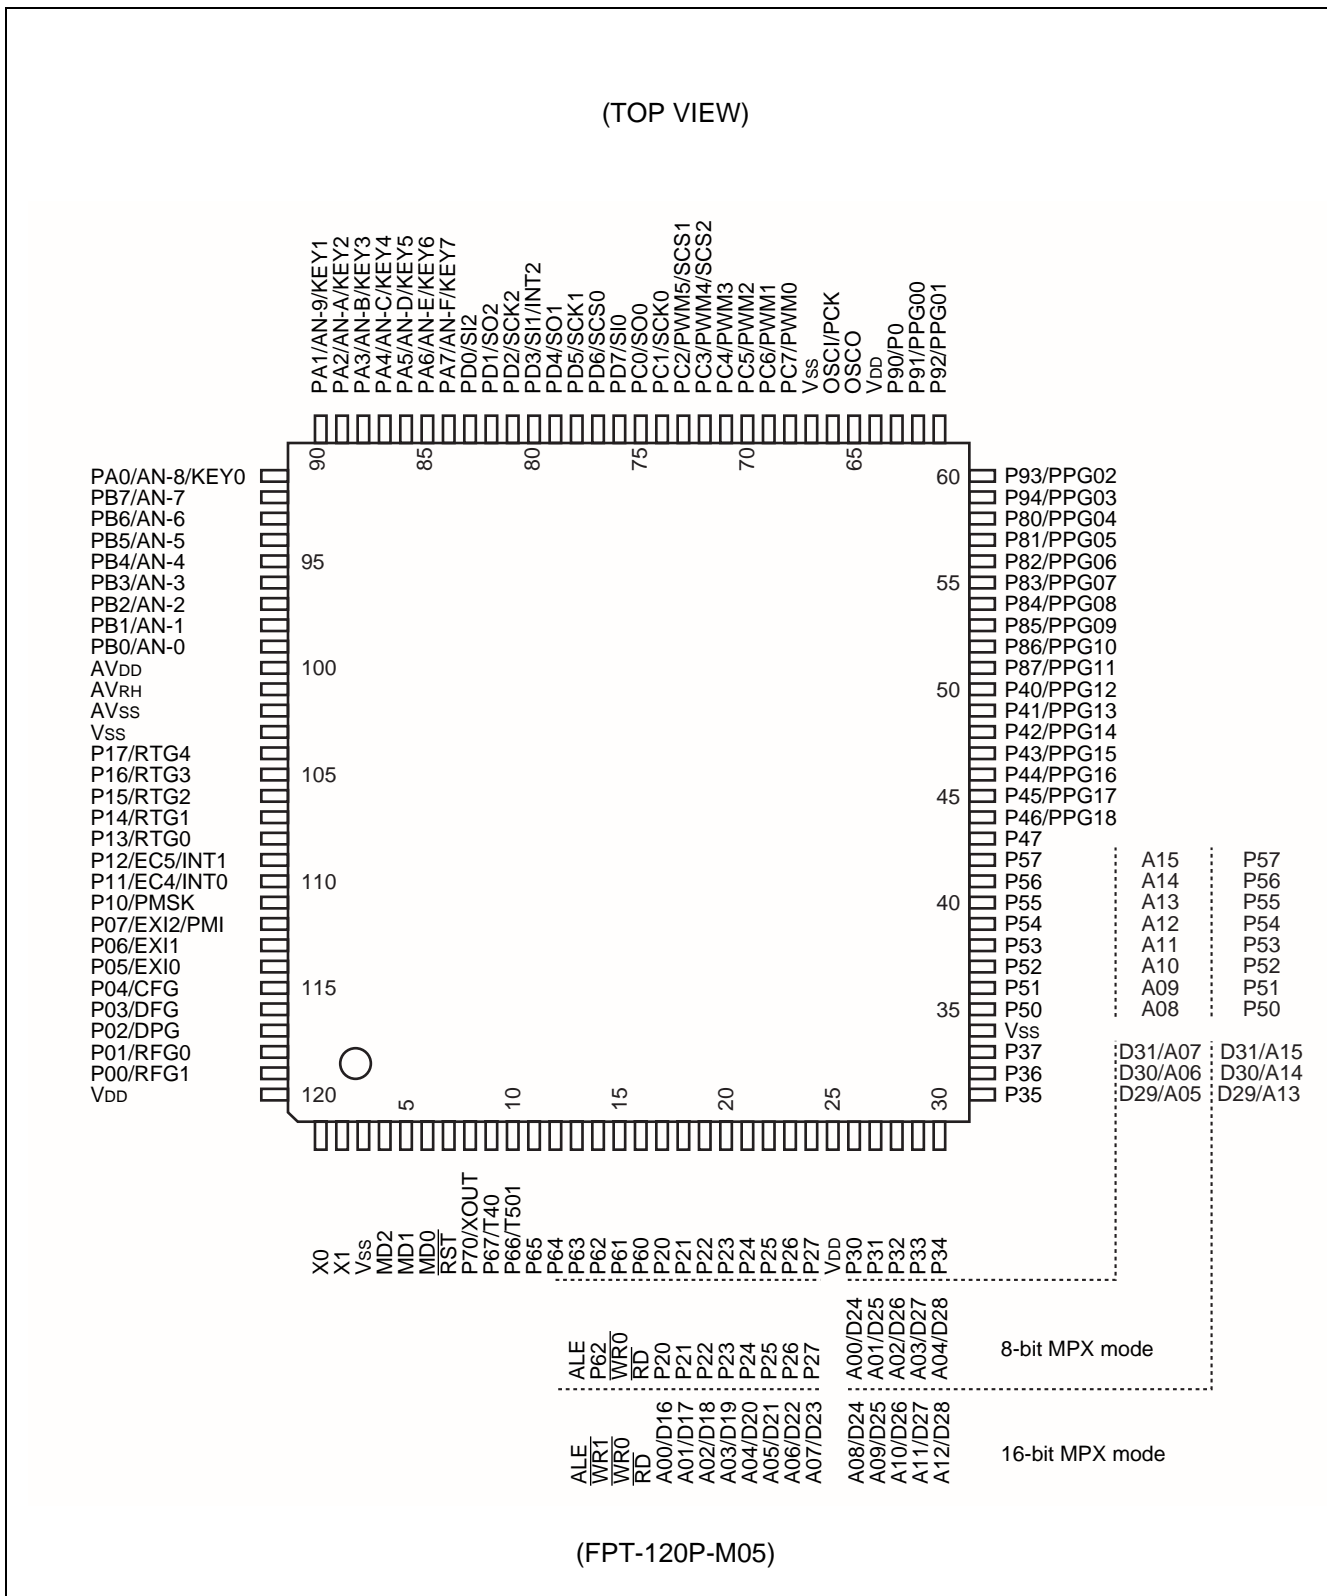 (TOP VIEW)
PA1/AN-9/KEY1
PA2/AN-A/KEY2
PA3/AN-B/KEY3
PA4/AN-C/KEY4
PA5/AN-D/KEY5
PA6/AN-E/KEY6
PA7/AN-F/KEY7
PD0/SI2
PD1/SO2
PD2/SCK2
PD3/SI1/INT2
PD4/SO1
PD5/SCK1
PD6/SCS0
PD7/SI0
PC0/SO0
PC1/SCK0
PC2/PWM5/SCS1
PC3/PWM4/SCS2
PC4/PWM3
PC5/PWM2
PC6/PWM1
PC7/PWM0
VSS
OSCI/PCK
OSCO
VDD
P90/P0
P91/PPG00
P92/PPG01
90
85
80
75
70
65
PA0/AN-8/KEY0
PB7/AN-7
PB6/AN-6
PB5/AN-5
PB4/AN-4
PB3/AN-3
PB2/AN-2
PB1/AN-1
PB0/AN-0
AVDD
AVRH
AVSS
VSS
P17/RTG4
P16/RTG3
P15/RTG2
P14/RTG1
P13/RTG0
P12/EC5/INT1
P11/EC4/INT0
P10/PMSK
P07/EXI2/PMI
P06/EXI1
P05/EXI0
P04/CFG
P03/DFG
P02/DPG
P01/RFG0
P00/RFG1
VDD
95
100
105
110
115
120
60
55
50
45
40
35
P93/PPG02
P94/PPG03
P80/PPG04
P81/PPG05
P82/PPG06
P83/PPG07
P84/PPG08
P85/PPG09
P86/PPG10
P87/PPG11
P40/PPG12
P41/PPG13
P42/PPG14
P43/PPG15
P44/PPG16
P45/PPG17
P46/PPG18
P47
P57 A15 P57
P56 A14 P56
P55 A13 P55
P54 A12 P54
P53 A11 P53
P52 A10 P52
P51 A09 P51
P50 A08 P50
VSS
P37 D31/A07 D31/A15
P36 D30/A06 D30/A14
P35 D29/A05 D29/A13
5
10
15
20
25
30
X0
X1
VSS
MD2
MD1
MD0
RST
P70/XOUT
P67/T40
P66/T501
P65
P64
P63
P62
P61
P60
P20
P21
P22
P23
P24
P25
P26
P27
VDD
P30
P31
P32
P33
P34
ALE
P62
WR0
RD
P20
P21
P22
P23
P24
P25
P26
P27
A00/D24
A01/D25
A02/D26
A03/D27
A04/D28
8-bit MPX mode
ALE
WR1
WR0
RD
A00/D16
A01/D17
A02/D18
A03/D19
A04/D20
A05/D21
A06/D22
A07/D23
A08/D24
A09/D25
A10/D26
A11/D27
A12/D28
16-bit MPX mode
(FPT-120P-M05)